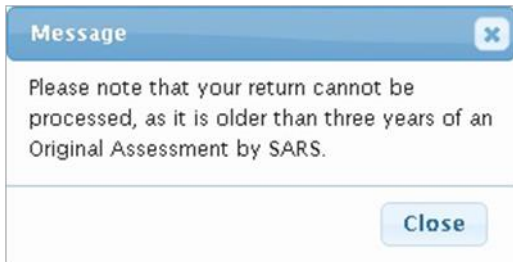 Message
Please note that your return cannot be
processed, as it is older than three years of an
Original Assessment by SARS.
Close